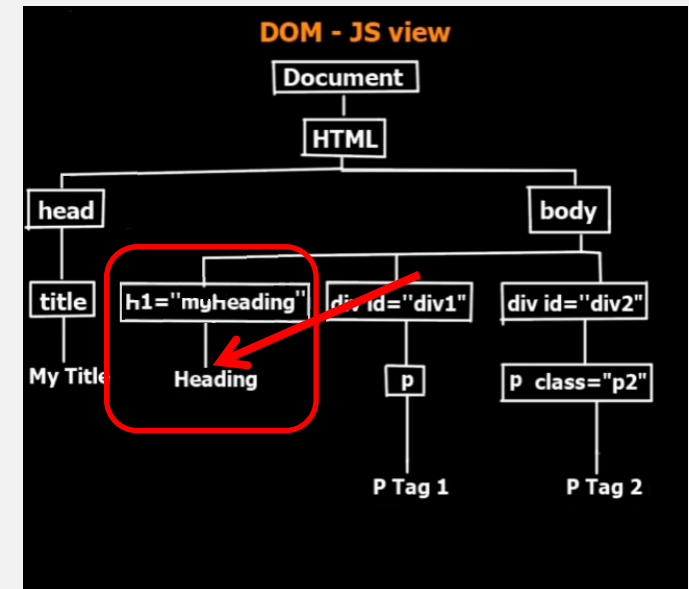 DOM - JS view
Document
HTML
head
body
title
h1="myheading"
div id="div1"
div id="div2"
My Title
Heading
p
p class="p2"
P Tag 1
P Tag 2